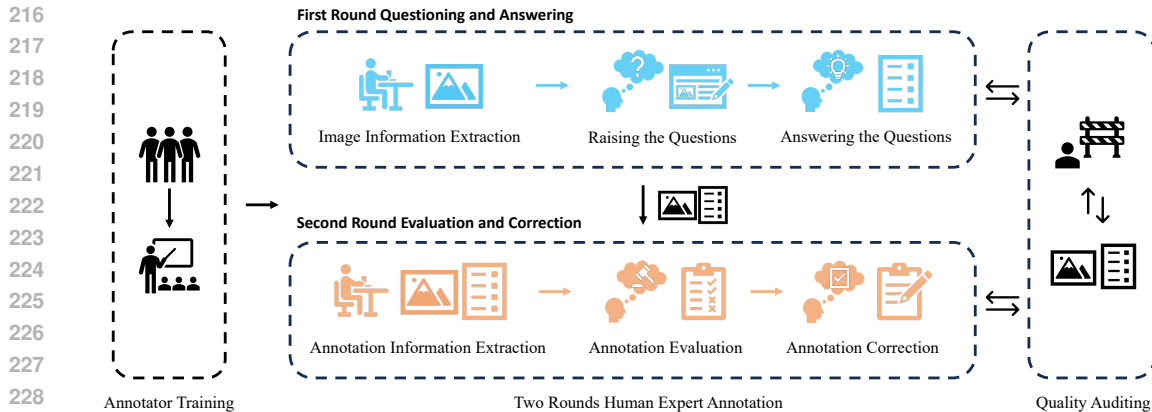 216
217
218
219
220
221
222
223
224
225
226
227
228
First Round Questioning and Answering
?
Image Information Extraction
Raising the Questions
Answering the Questions
Second Round Evaluation and Correction
Annotation Information Extraction
Annotation Evaluation
Annotation Correction
Annotator Training
Two Rounds Human Expert Annotation
Quality Auditing